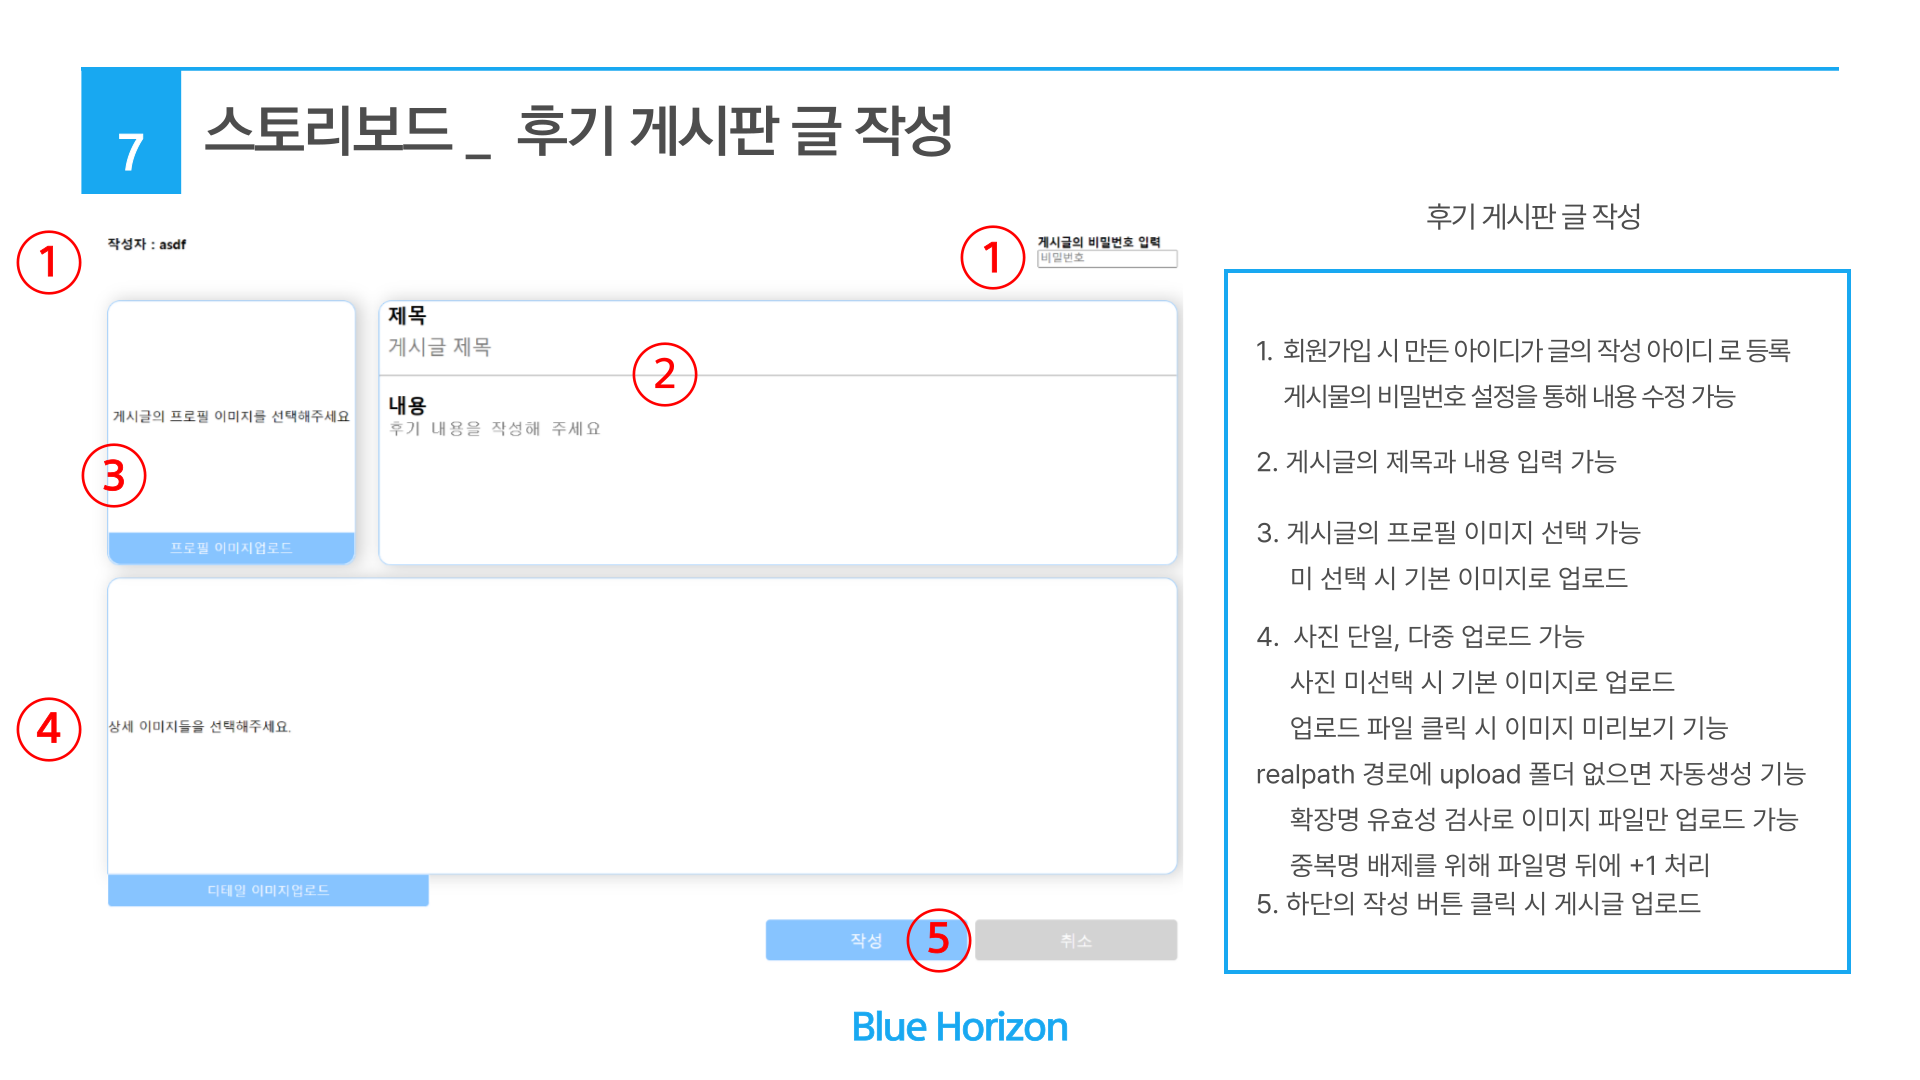 7
스토리보드 _ 후기 게시판 글 작성
후기 게시판 글 작성
1
작성자 : asdf
1
게시글의 비밀번호 입력
비밀번호
게시글의 프로필 이미지를 선택해주세요
3
프로필 이미지업로드
제목
게시글 제목
2
내용
후기 내용을 작성해 주세요
4
상세 이미지들을 선택해주세요.
디테일 이미지업로드
작성
5
취소
1. 회원가입 시 만든 아이디가 글의 작성 아이디 로 등록
게시물의 비밀번호 설정을 통해 내용 수정 가능
2. 게시글의 제목과 내용 입력 가능
3. 게시글의 프로필 이미지 선택 가능
미 선택 시 기본 이미지로 업로드
4. 사진 단일, 다중 업로드 가능
사진 미선택 시 기본 이미지로 업로드
업로드 파일 클릭 시 이미지 미리보기 기능
realpath 경로에 upload 폴더 없으면 자동생성 기능
확장명 유효성 검사로 이미지 파일만 업로드 가능
중복명 배제를 위해 파일명 뒤에 +1 처리
5. 하단의 작성 버튼 클릭 시 게시글 업로드
Blue Horizon